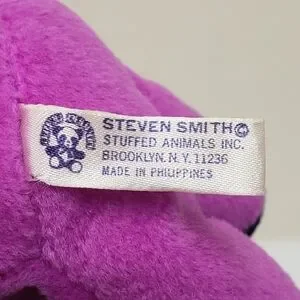 STEVEN SMITH©
STUFFED ANIMALS INC.
BROOKLYN. N.Y. 11236
MADE IN PHILIPPINES